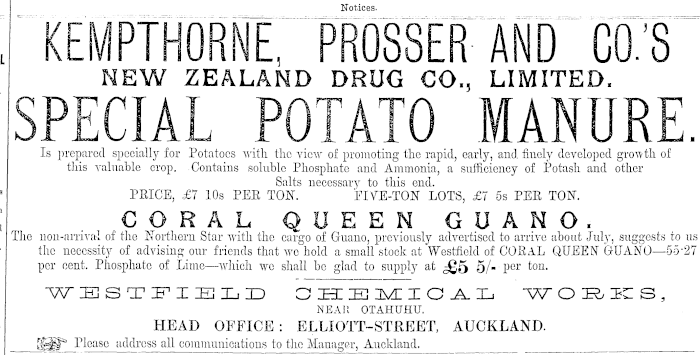 Notices.
KEMPTHORNE, PROSSER AND CO.'S
NEW ZEALAND DRUG CO., LIMITED.
SPECIAL POTATO MANURE.
Is prepared specially for Potatoes with the view of promoting the rapid, early, and finely developed growth of
this valuable crop. Contains soluble Phosphate and Ammonia, a sufficiency of Potash and other
Salts necessary to this end.
PRICE, £7 10s PER TON. FIVE-TON LOTS, £7 5s PER TON.
CORAL QUEEN GUANO.
The non-arrival of the Northern Star with the cargo of Guano, previously advertised to arrive about July, suggests to us
the necessity of advising our friends that we hold a small stock at Westfield of CORAL QUEEN GUANO—55·27
per cent. Phosphate of Lime—which we shall be glad to supply at £5 5/- per ton.
WESTFIELD CHEMICAL WORKS,
NEAR OTAHUHU.
HEAD OFFICE: ELLIOTT-STREET, AUCKLAND.
Please address all communications to the Manager, Auckland.